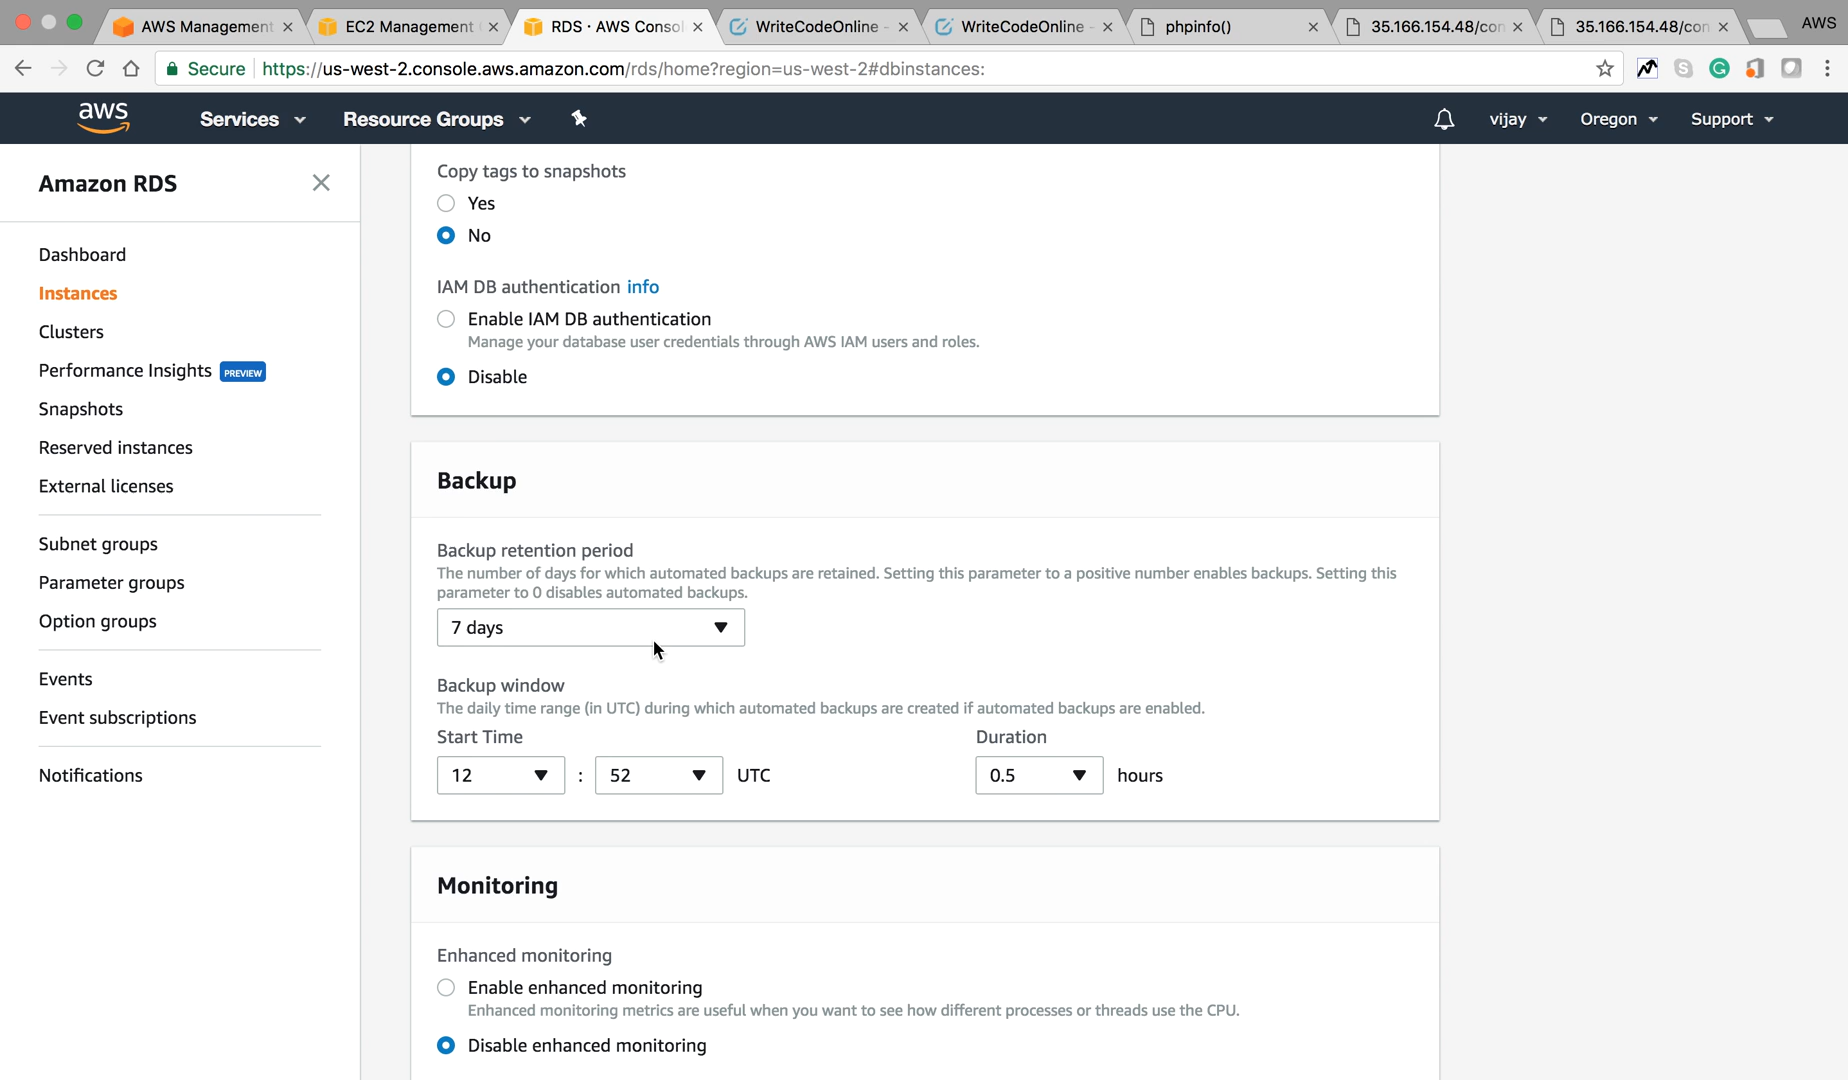 AWS Management
EC2 Management C
RDS · AWS Consol
WriteCodeOnline -
WriteCodeOnline -
phpinfo()
35.166.154.48/con
35.166.154.48/con
AWS
Secure
https://us-west-2.console.aws.amazon.com/rds/home?region=us-west-2#dbinstances:
aws
Services
Resource Groups
vijay
Oregon
Support
Amazon RDS
Dashboard
Instances
Clusters
Performance Insights PREVIEW
Snapshots
Reserved instances
External licenses
Subnet groups
Parameter groups
Option groups
Events
Event subscriptions
Notifications
Copy tags to snapshots
Yes
No
IAM DB authentication info
Enable IAM DB authentication
Manage your database user credentials through AWS IAM users and roles.
Disable
Backup
Backup retention period
The number of days for which automated backups are retained. Setting this parameter to a positive number enables backups. Setting this
parameter to 0 disables automated backups.
7 days
Backup window
The daily time range (in UTC) during which automated backups are created if automated backups are enabled.
Start Time
Duration
12 : 52 UTC
0.5 hours
Monitoring
Enhanced monitoring
Enable enhanced monitoring
Enhanced monitoring metrics are useful when you want to see how different processes or threads use the CPU.
Disable enhanced monitoring